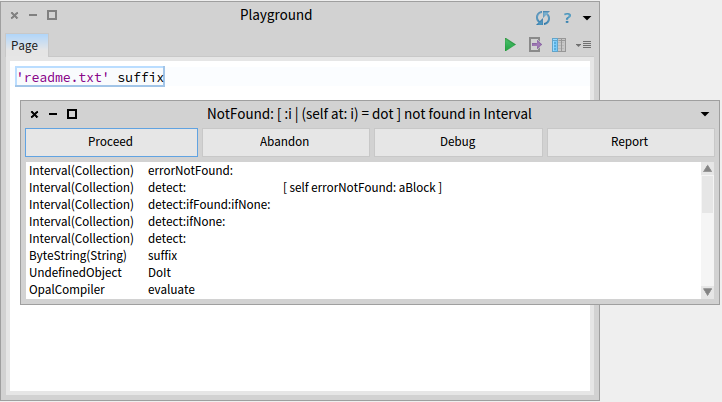 Playground
?
Page
'readme.txt' suffix
NotFound: [ :i | (self at: i) = dot ] not found in Interval
Proceed Abandon Debug Report
Interval(Collection) errorNotFound:
Interval(Collection) detect: [ self errorNotFound: aBlock ]
Interval(Collection) detect:ifFound:ifNone:
Interval(Collection) detect:ifNone:
Interval(Collection) detect:
ByteString(String) suffix
UndefinedObject DoIt
OpalCompiler evaluate